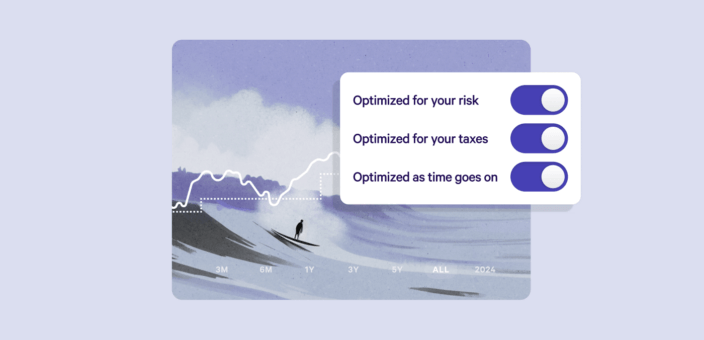 Optimized for your risk
Optimized for your taxes
Optimized as time goes on
3M 6M 1Y 3Y 5Y ALL 2024